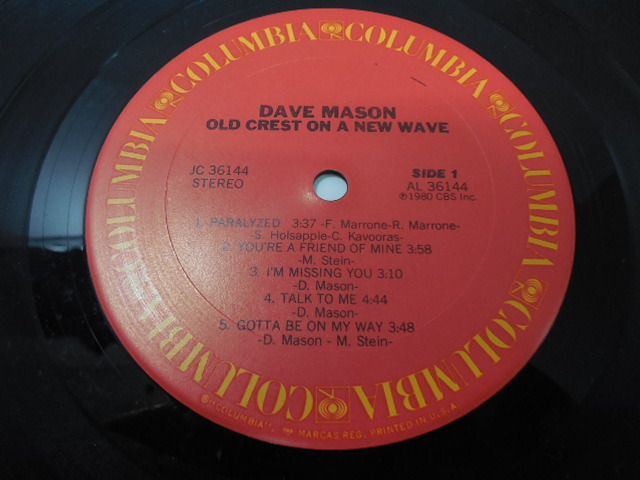 COLUMBIA COLUMBIA COLUMBIA COLUMBIA COLUMBIA COLUMBIA COLUMBIA
DAVE MASON
OLD CREST ON A NEW WAVE
JC 36144
STEREO
SIDE 1
AL 36144
℗1980 CBS Inc.
1. PARALYZED 3:37 -F. Marrone-R. Marrone-
-S. Holsapple-C. Kavooras-
2. YOU'RE A FRIEND OF MINE 3:58
-M. Stein-
3. I'M MISSING YOU 3:10
-D. Mason-
4. TALK TO ME 4:44
-D. Mason-
5. GOTTA BE ON MY WAY 3:48
-D. Mason - M. Stein-
"COLUMBIA", MARCAS REG. PRINTED IN U.S.A.